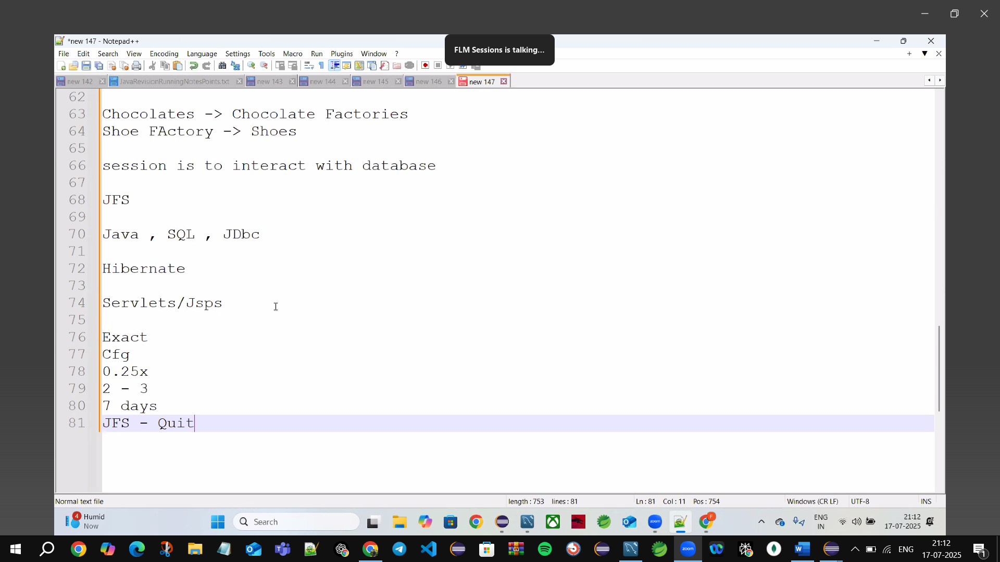 *new 147 - Notepad++
FLM Sessions is talking...
File Edit Search View Encoding Language Settings Tools Macro Run Plugins Window ?
new 142 JavaRevisionRunningNotesPoints.txt new 143 new 144 new 145 new 146 new 147
62
63 Chocolates -> Chocolate Factories
64 Shoe FActory -> Shoes
65
66 session is to interact with database
67
68 JFS
69
70 Java , SQL , JDbc
71
72 Hibernate
73
74 Servlets/Jsps
75
76 Exact
77 Cfg
78 0.25x
79 2 - 3
80 7 days
81 JFS - Quit
Normal text file length : 753 lines : 81 Ln : 81 Col : 11 Pos : 754 Windows (CR LF) UTF-8 INS
4 Humid
Now
Search
zoom
F
ENG
IN
21:12
17-07-2025
zoom
ENG
21:12
17-07-2025
1